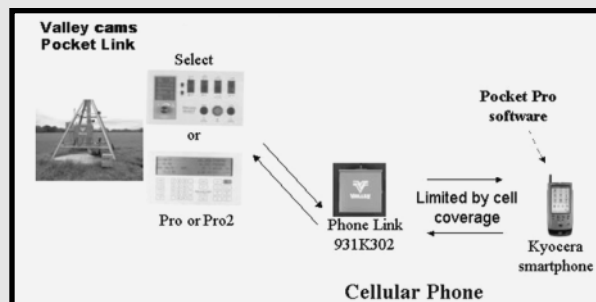 Valley cams
Pocket Link
Select
or
Pro or Pro2
Phone Link
931K302
Limited by cell
coverage
Pocket Pro
software
Kyocera
smartphone
Cellular Phone